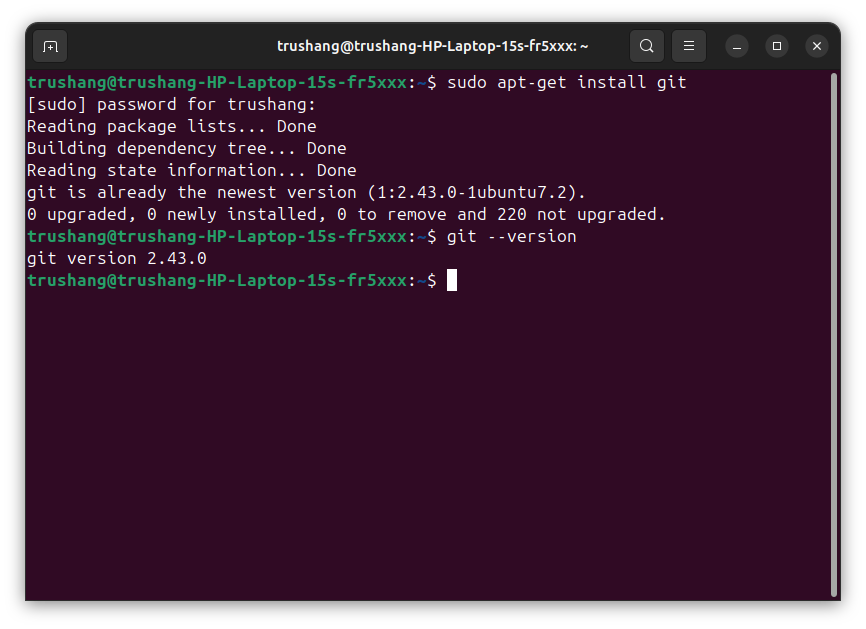 trushang@trushang-HP-Laptop-15s-fr5xxx: ~
trushang@trushang-HP-Laptop-15s-fr5xxx:~$ sudo apt-get install git
[sudo] password for trushang:
Reading package lists... Done
Building dependency tree... Done
Reading state information... Done
git is already the newest version (1:2.43.0-1ubuntu7.2).
0 upgraded, 0 newly installed, 0 to remove and 220 not upgraded.
trushang@trushang-HP-Laptop-15s-fr5xxx:~$ git --version
git version 2.43.0
trushang@trushang-HP-Laptop-15s-fr5xxx:~$